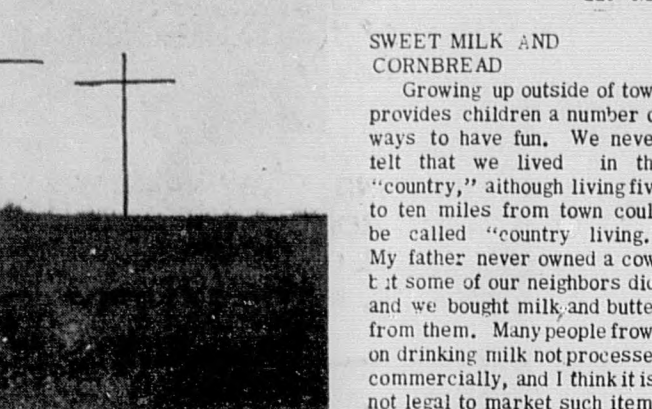 SWEET MILK AND
CORNBREAD
Growing up outside of tow
provides children a number o
ways to have fun. We neve
telt that we lived in th
"country," aithough living fiv
to ten miles from town coul
be called "country living.
My father never owned a cow
but some of our neighbors did
and we bought milk and butte
from them. Many people frow
on drinking milk not processe
commercially, and I think it is
not legal to market such item